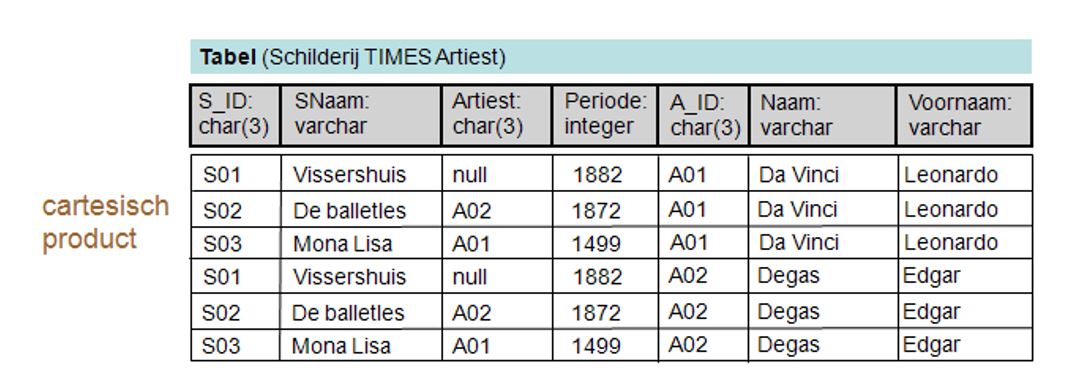 Tabel (Schilderij TIMES Artiest)
S_ID: SNaam: Artiest: Periode: A_ID: Naam: Voornaam:
char(3) varchar char(3) integer char(3) varchar varchar
cartesisch
product
S01 Vissershuis null 1882 A01 Da Vinci Leonardo
S02 De balletles A02 1872 A01 Da Vinci Leonardo
S03 Mona Lisa A01 1499 A01 Da Vinci Leonardo
S01 Vissershuis null 1882 A02 Degas Edgar
S02 De balletles A02 1872 A02 Degas Edgar
S03 Mona Lisa A01 1499 A02 Degas Edgar